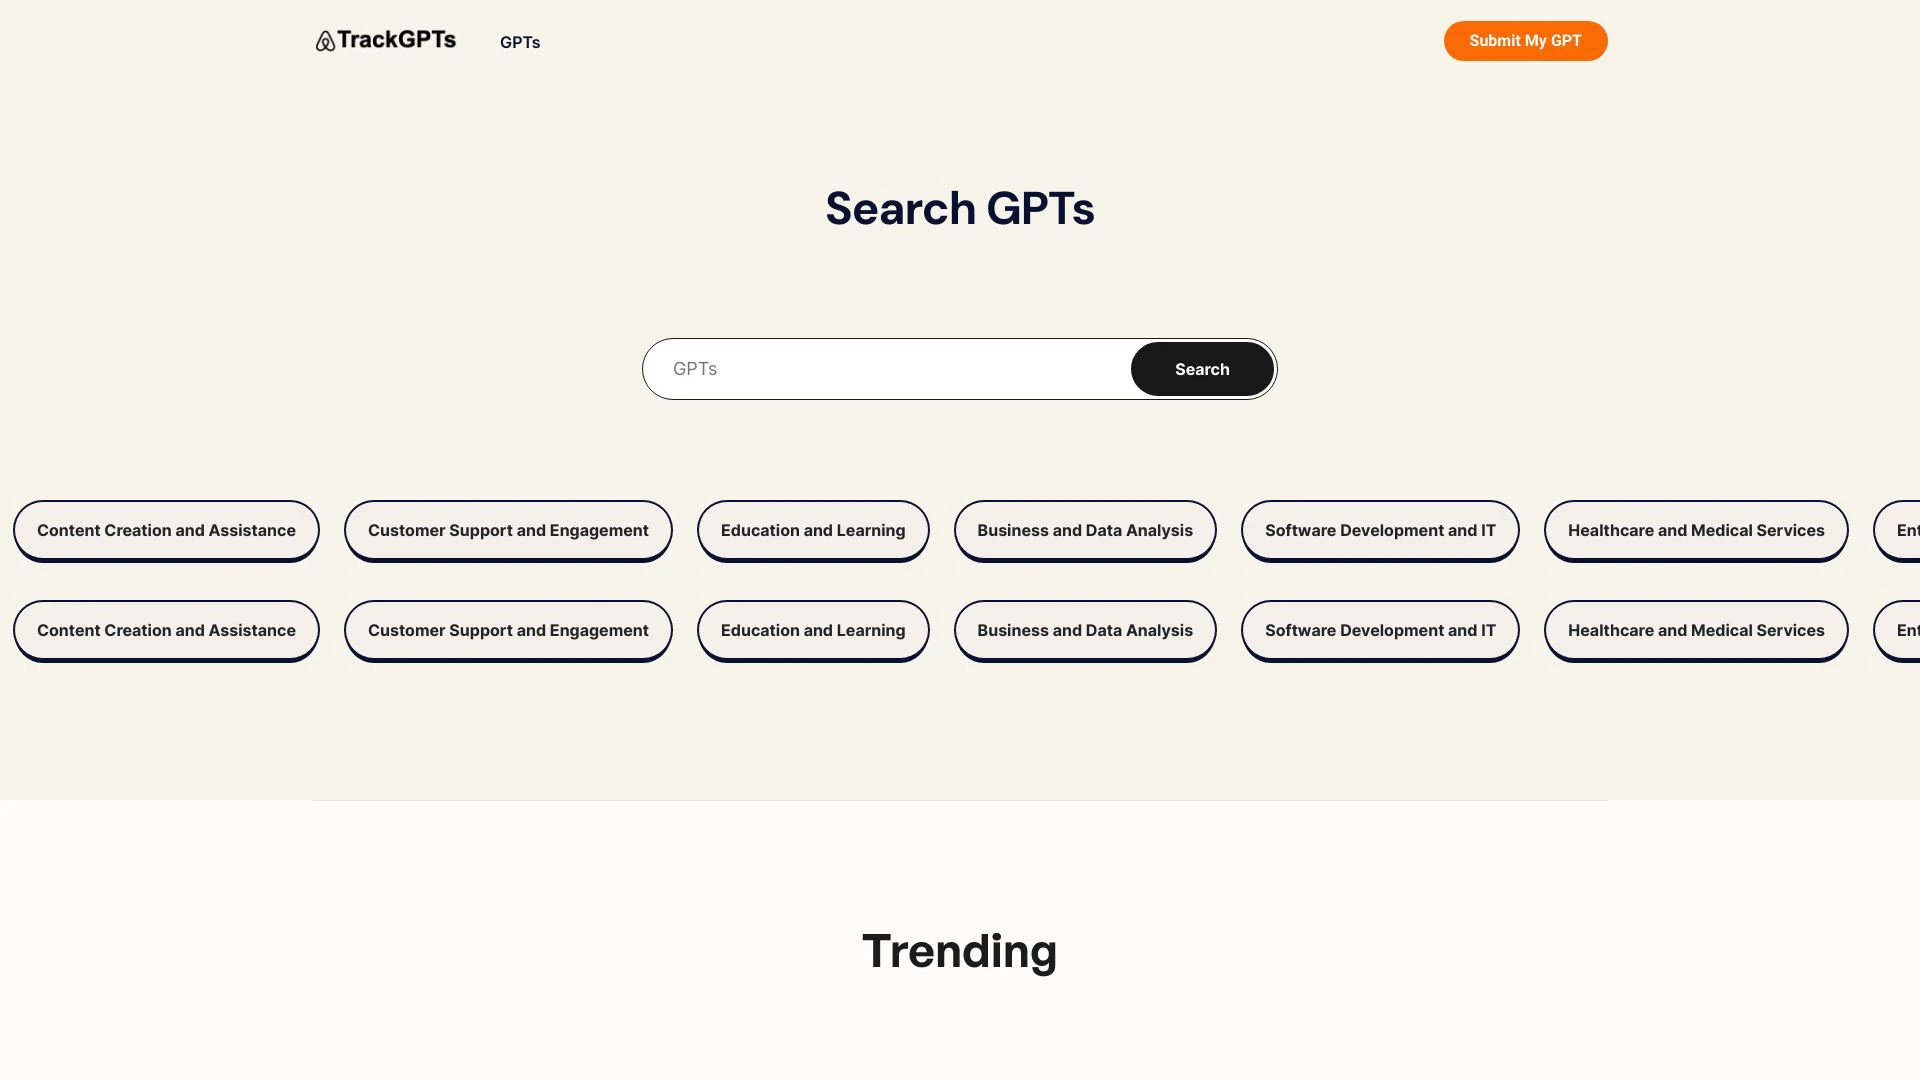 TrackGPTs
GPTs
Submit My GPT
Search GPTs
GPTs
Search
Content Creation and Assistance
Customer Support and Engagement
Education and Learning
Business and Data Analysis
Software Development and IT
Healthcare and Medical Services
Ent
Content Creation and Assistance
Customer Support and Engagement
Education and Learning
Business and Data Analysis
Software Development and IT
Healthcare and Medical Services
Ent
Trending